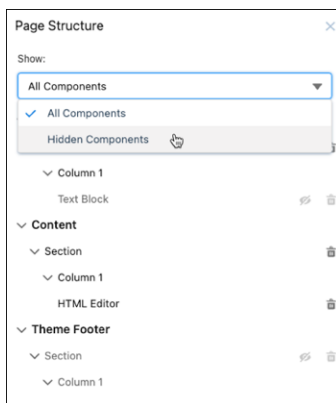 Page Structure
Show:
All Components
All Components
Hidden Components
Column 1
Text Block
Content
Section
Column 1
HTML Editor
Theme Footer
Section
Column 1